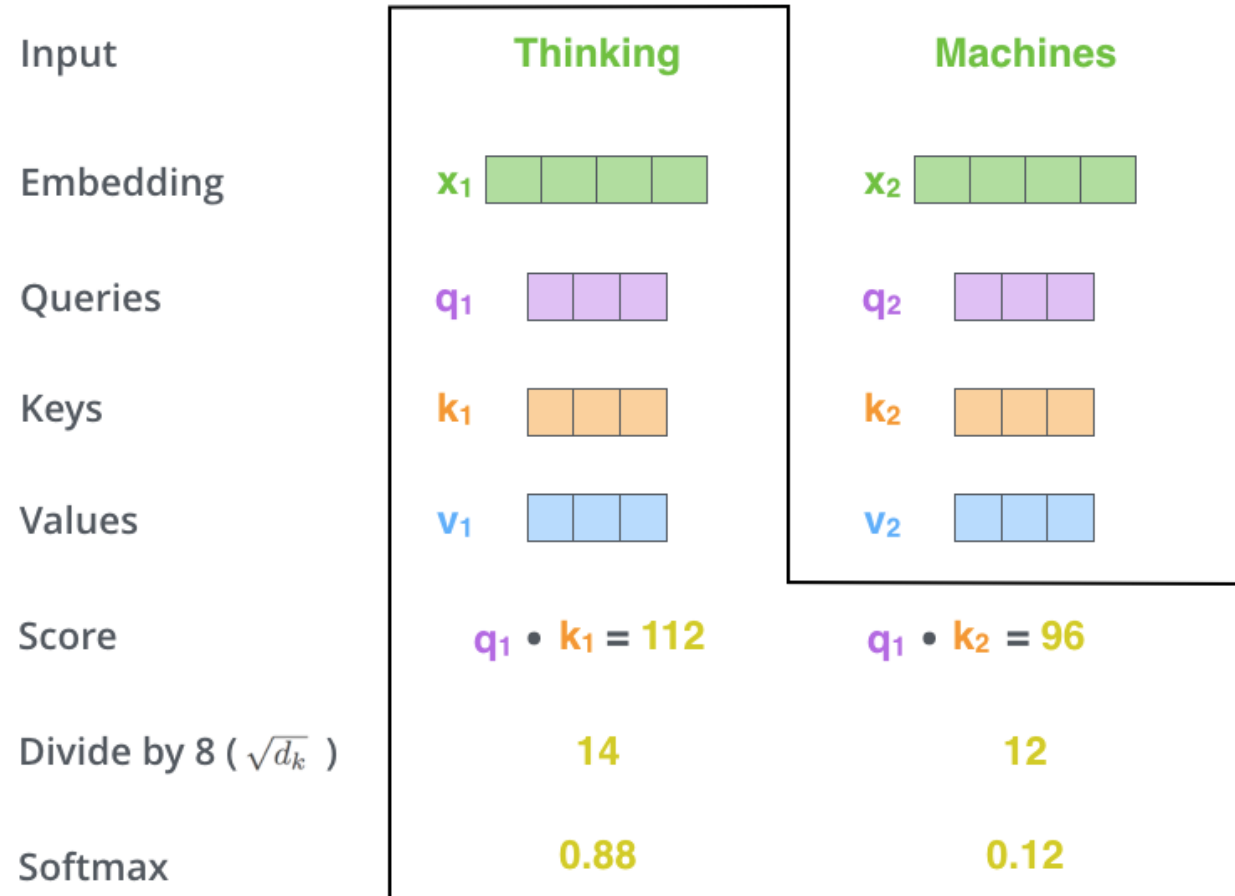 Input Thinking Machines
Embedding x₁ x₂
Queries q₁ q₂
Keys k₁ k₂
Values v₁ v₂
Score q₁ • k₁ = 112 q₁ • k₂ = 96
Divide by 8 ( √dₖ ) 14 12
Softmax 0.88 0.12